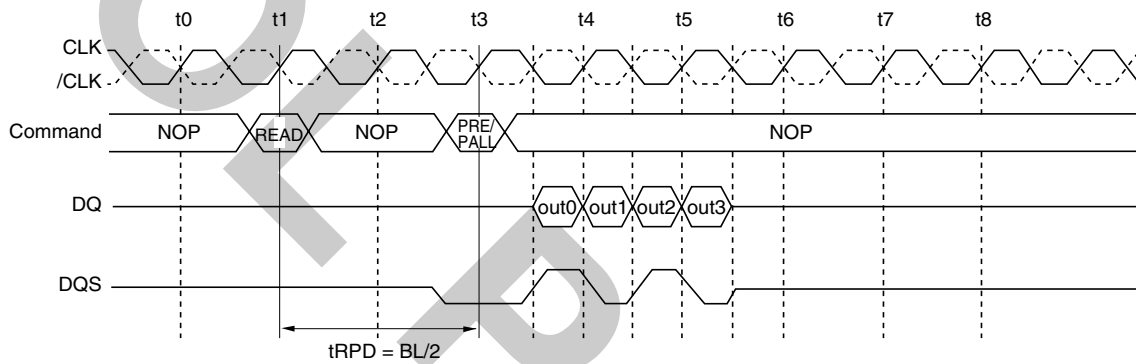 t0 t1 t2 t3 t4 t5 t6 t7 t8
CLK
/CLK
Command NOP READ NOP PRE/ PALL NOP
DQ out0 out1 out2 out3
DQS
tRPD = BL/2